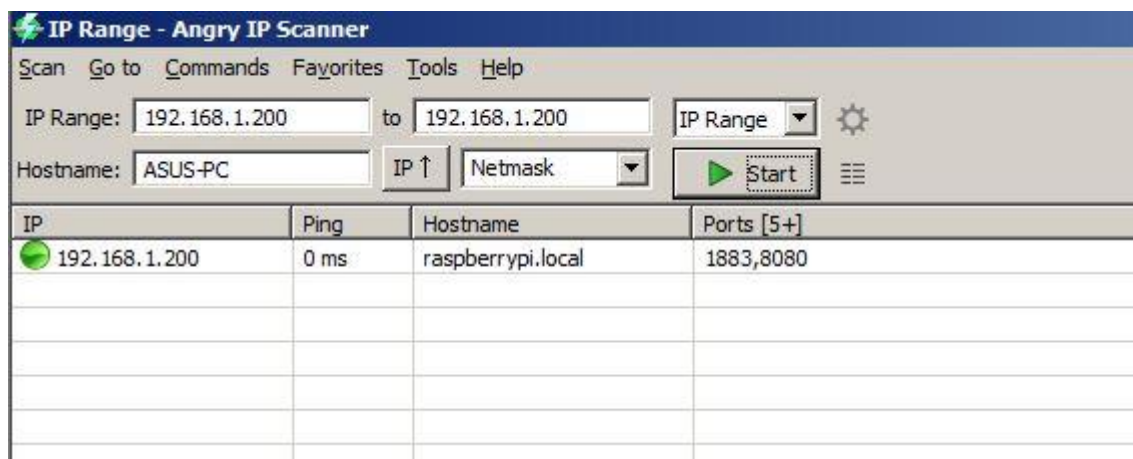 IP Range - Angry IP Scanner
Scan Go to Commands Favorites Tools Help
IP Range: 192.168.1.200 to 192.168.1.200 IP Range
Hostname: ASUS-PC IP↑ Netmask Start
IP Ping Hostname Ports [5+]
192.168.1.200 0 ms raspberrypi.local 1883,8080